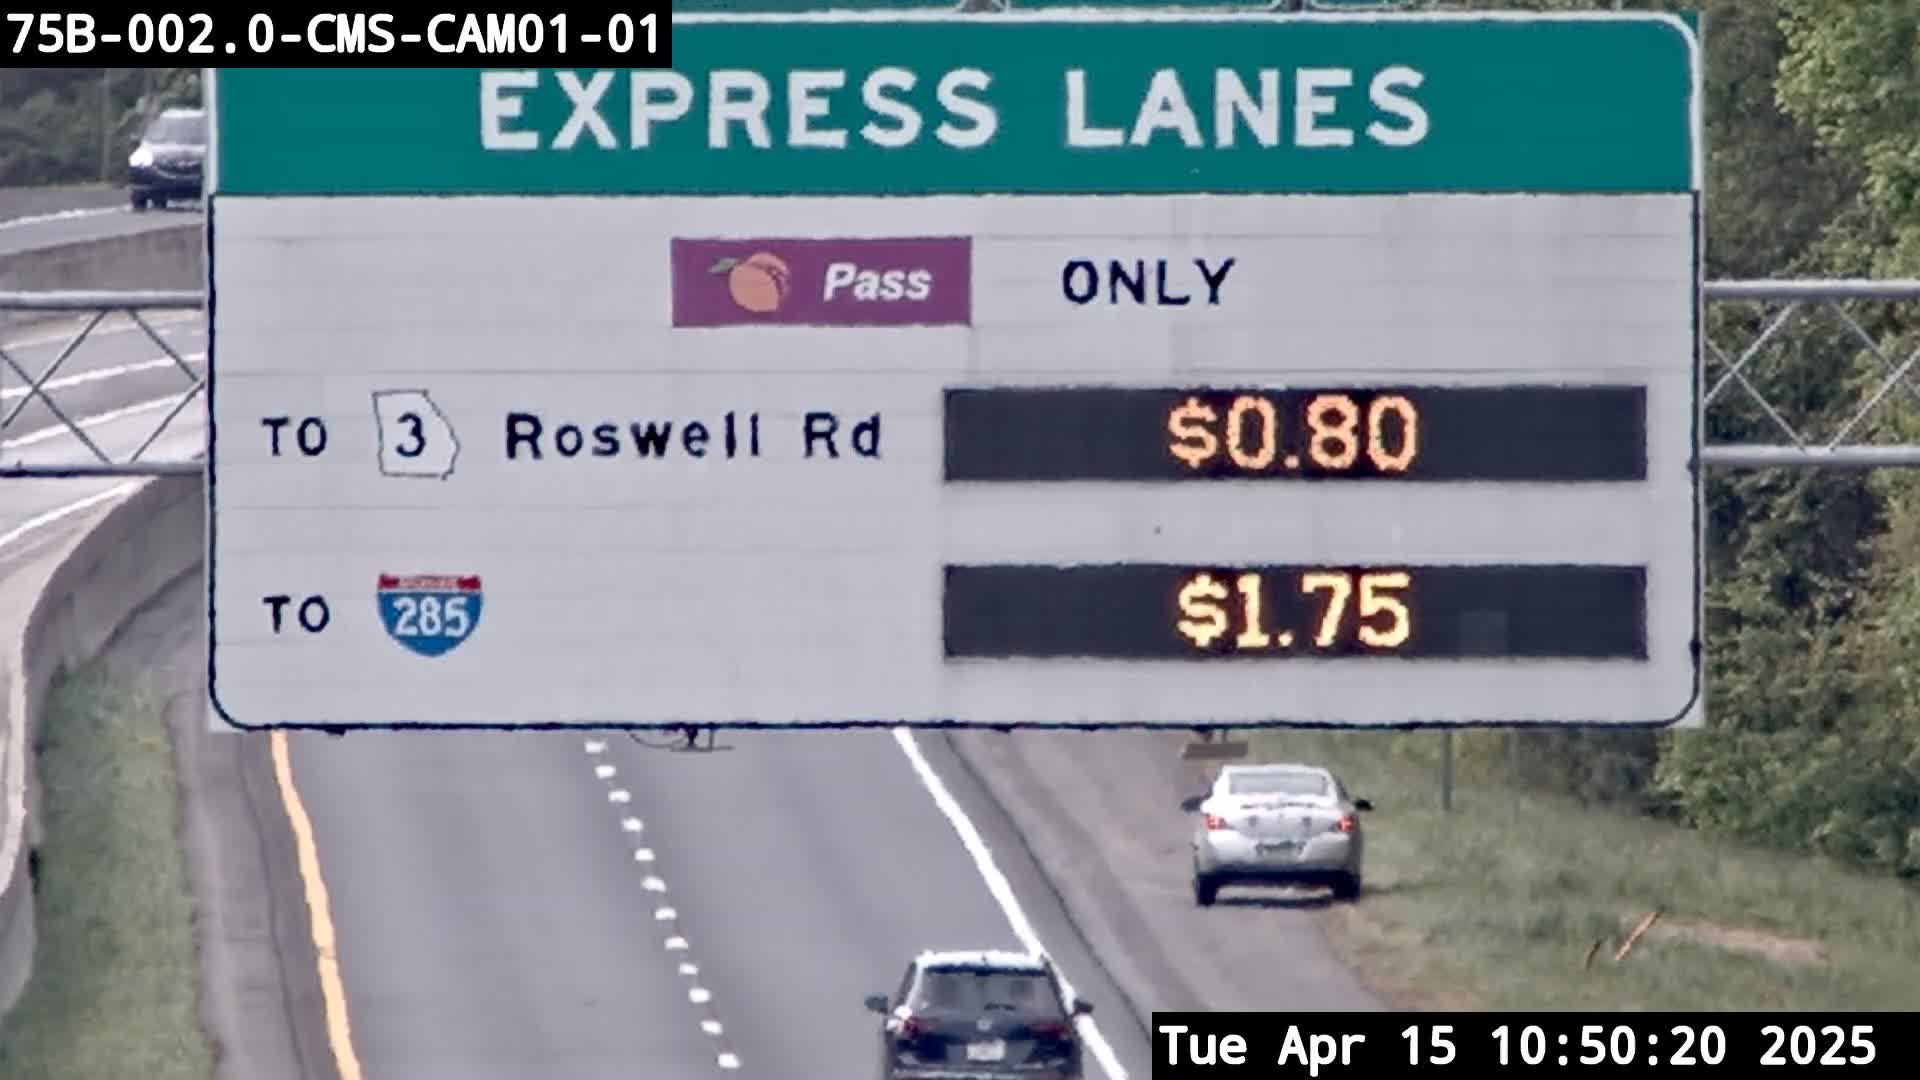 75B-002.0-CMS-CAM01-01
EXPRESS LANES
Pass ONLY
TO 3 Roswell Rd $0.80
TO 285 $1.75
Tue Apr 15 10:50:20 2025